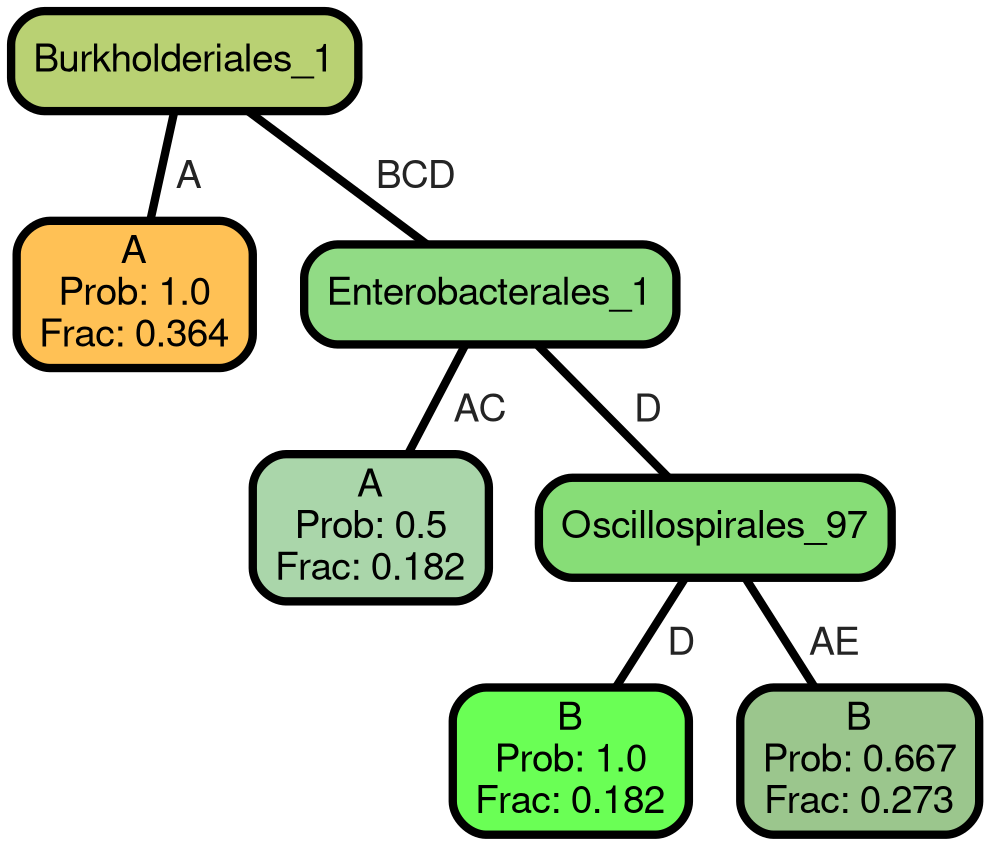 Burkholderiales_1
A
BCD
A
Prob: 1.0
Frac: 0.364
Enterobacterales_1
AC
D
A
Prob: 0.5
Frac: 0.182
Oscillospirales_97
D
AE
B
Prob: 1.0
Frac: 0.182
B
Prob: 0.667
Frac: 0.273